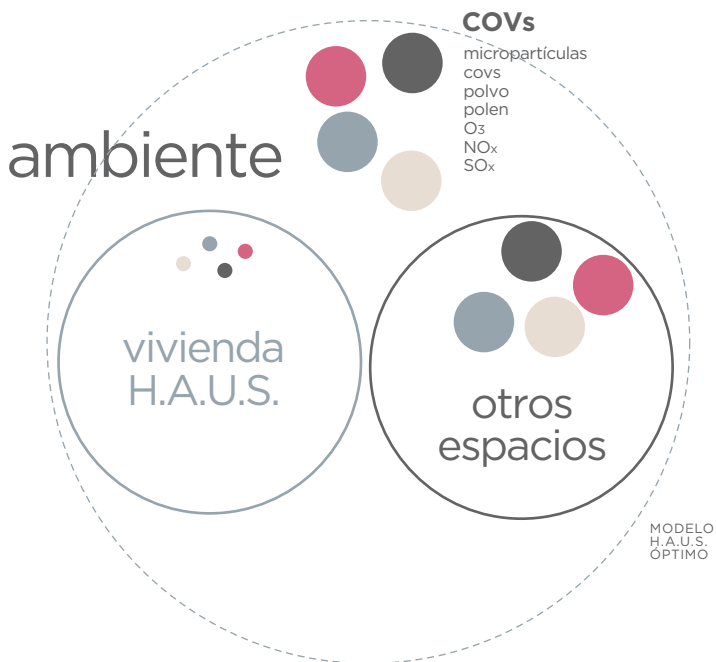 COVs
micropartículas
covs
polvo
polen
O3
NOx
SOx
ambiente
vivienda
H.A.U.S.
otros
espacios
MODELO
H.A.U.S.
ÓPTIMO